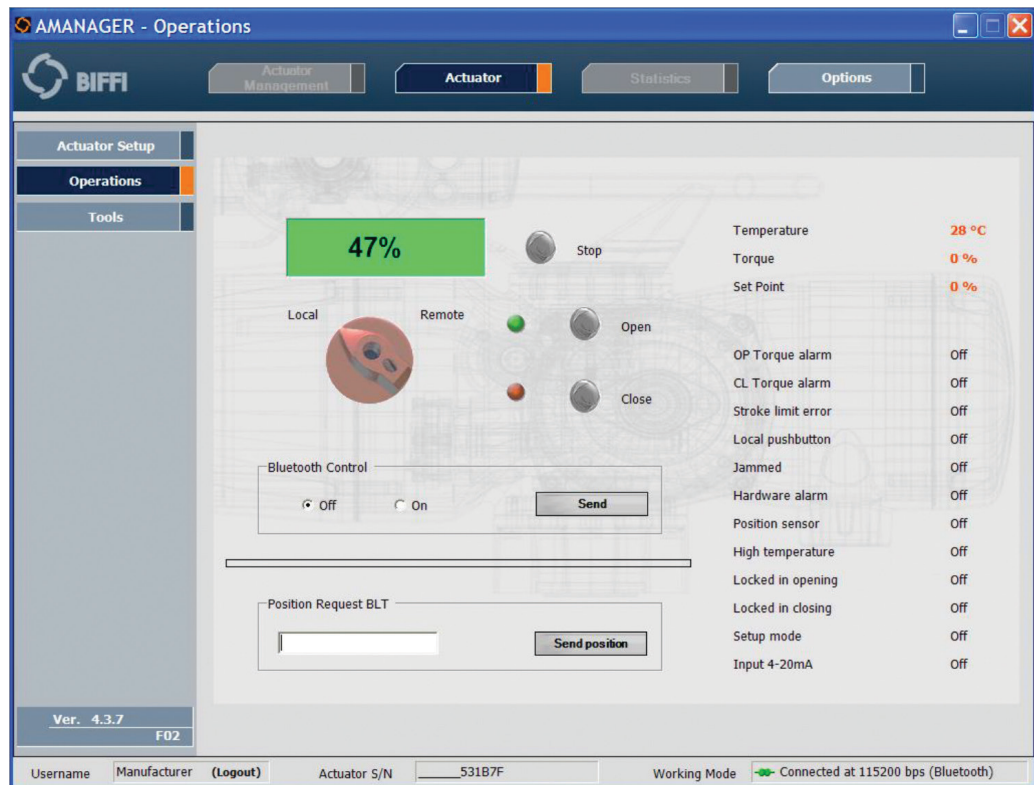 AMANAGER - Operations
BIFFI
Actuator Management
Actuator
Statistics
Options
Actuator Setup
Operations
Tools
47%
Stop
Local
Remote
Open
Close
Bluetooth Control
Off
On
Send
Position Request BLT
Send position
Temperature 28 °C
Torque 0 %
Set Point 0 %
OP Torque alarm Off
CL Torque alarm Off
Stroke limit error Off
Local pushbutton Off
Jammed Off
Hardware alarm Off
Position sensor Off
High temperature Off
Locked in opening Off
Locked in closing Off
Setup mode Off
Input 4-20mA Off
Ver. 4.3.7
F02
Username Manufacturer (Logout) Actuator S/N ______531B7F Working Mode Connected at 115200 bps (Bluetooth)